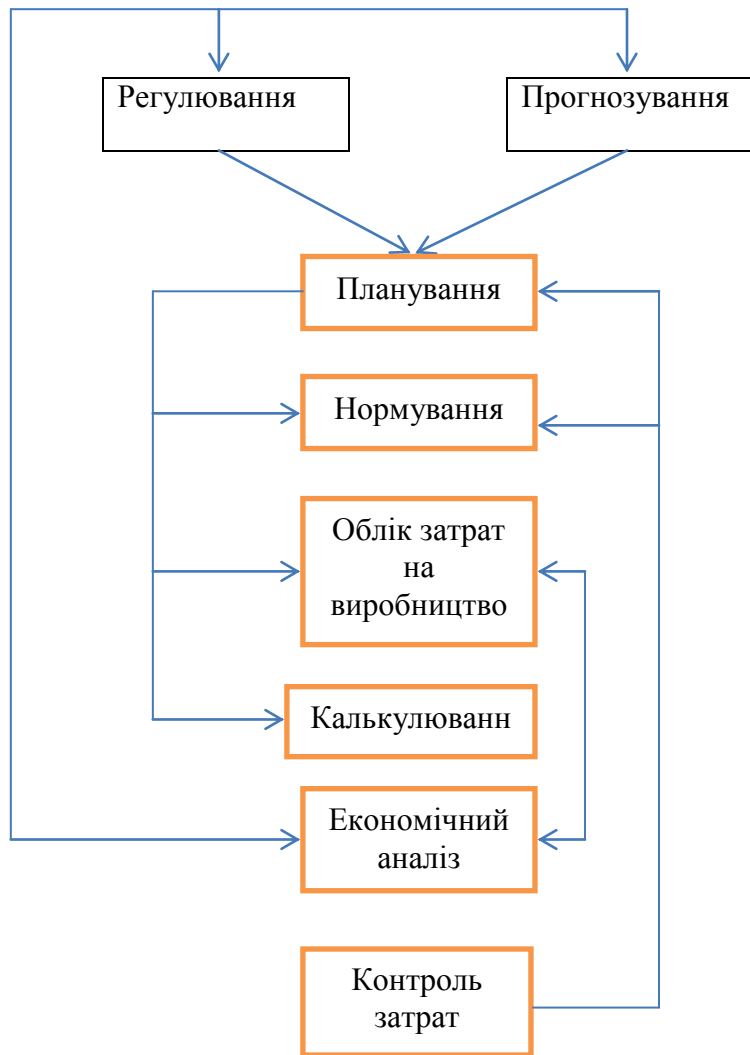 Регулювання
Прогнозування
Планування
Нормування
Облік затрат
на
виробництво
Калькулюванн
Економічний
аналіз
Контроль
затрат